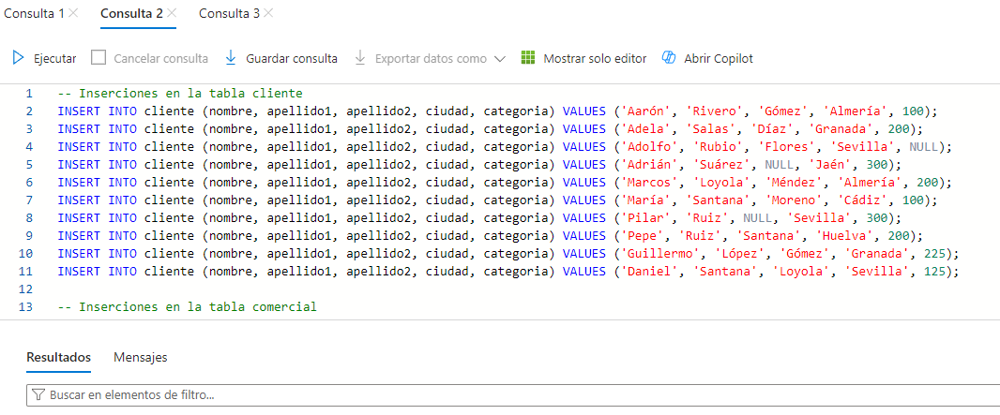 Consulta 1 Consulta 2 Consulta 3
Ejecutar Cancelar consulta Guardar consulta Exportar datos como Mostrar solo editor Abrir Copilot
1 -- Inserciones en la tabla cliente
2 INSERT INTO cliente (nombre, apellido1, apellido2, ciudad, categoria) VALUES ('Aarón', 'Rivero', 'Gómez', 'Almería', 100);
3 INSERT INTO cliente (nombre, apellido1, apellido2, ciudad, categoria) VALUES ('Adela', 'Salas', 'Díaz', 'Granada', 200);
4 INSERT INTO cliente (nombre, apellido1, apellido2, ciudad, categoria) VALUES ('Adolfo', 'Rubio', 'Flores', 'Sevilla', NULL);
5 INSERT INTO cliente (nombre, apellido1, apellido2, ciudad, categoria) VALUES ('Adrián', 'Suárez', NULL, 'Jaén', 300);
6 INSERT INTO cliente (nombre, apellido1, apellido2, ciudad, categoria) VALUES ('Marcos', 'Loyola', 'Méndez', 'Almería', 200);
7 INSERT INTO cliente (nombre, apellido1, apellido2, ciudad, categoria) VALUES ('María', 'Santana', 'Moreno', 'Cádiz', 100);
8 INSERT INTO cliente (nombre, apellido1, apellido2, ciudad, categoria) VALUES ('Pilar', 'Ruiz', NULL, 'Sevilla', 300);
9 INSERT INTO cliente (nombre, apellido1, apellido2, ciudad, categoria) VALUES ('Pepe', 'Ruiz', 'Santana', 'Huelva', 200);
10 INSERT INTO cliente (nombre, apellido1, apellido2, ciudad, categoria) VALUES ('Guillermo', 'López', 'Gómez', 'Granada', 225);
11 INSERT INTO cliente (nombre, apellido1, apellido2, ciudad, categoria) VALUES ('Daniel', 'Santana', 'Loyola', 'Sevilla', 125);
12
13 -- Inserciones en la tabla comercial
Resultados Mensajes
Buscar en elementos de filtro...